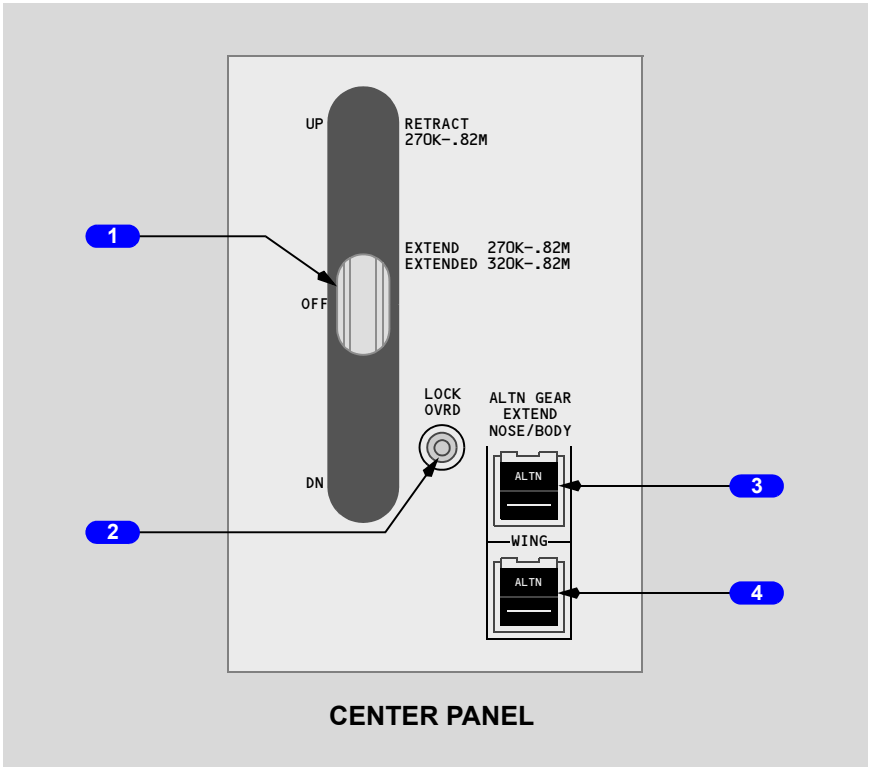 UP
RETRACT
270K-.82M
1
EXTEND 270K-.82M
EXTENDED 320K-.82M
OFF
LOCK
OVRD
ALTN GEAR
EXTEND
NOSE/BODY
DN
ALTN
3
2
WING
ALTN
4
CENTER PANEL